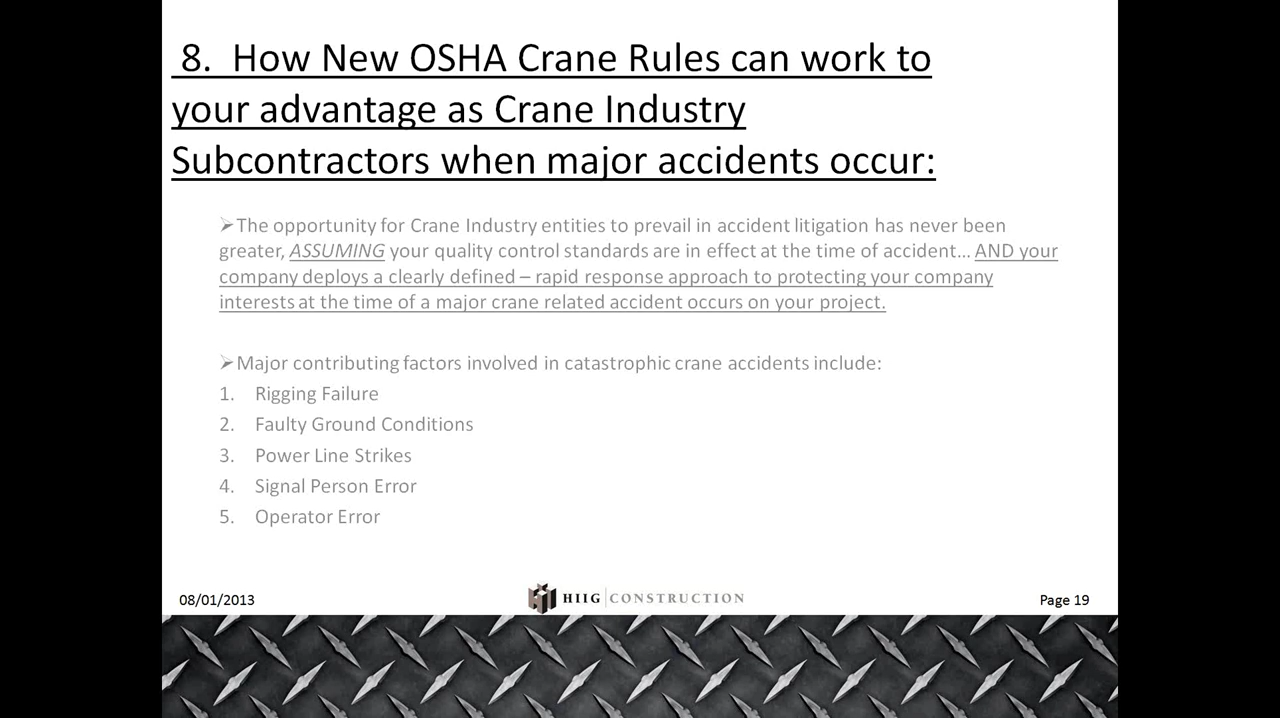 8. How New OSHA Crane Rules can work to
your advantage as Crane Industry
Subcontractors when major accidents occur:
➢The opportunity for Crane Industry entities to prevail in accident litigation has never been
greater, ASSUMING your quality control standards are in effect at the time of accident… AND your
company deploys a clearly defined – rapid response approach to protecting your company
interests at the time of a major crane related accident occurs on your project.
➢Major contributing factors involved in catastrophic crane accidents include:
1. Rigging Failure
2. Faulty Ground Conditions
3. Power Line Strikes
4. Signal Person Error
5. Operator Error
08/01/2013
HIIG CONSTRUCTION
Page 19